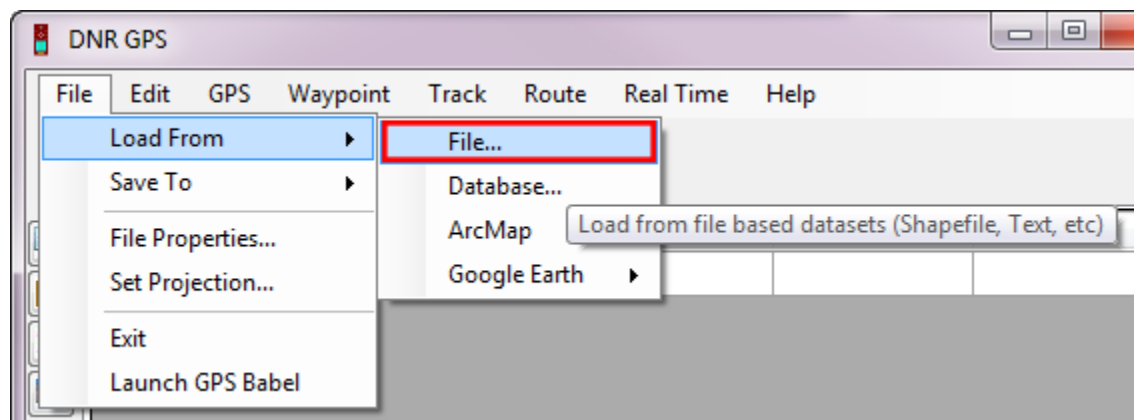 DNR GPS
File Edit GPS Waypoint Track Route Real Time Help
Load From
File...
Save To
Database...
ArcMap
Load from file based datasets (Shapefile, Text, etc)
File Properties...
Google Earth
Set Projection...
Exit
Launch GPS Babel